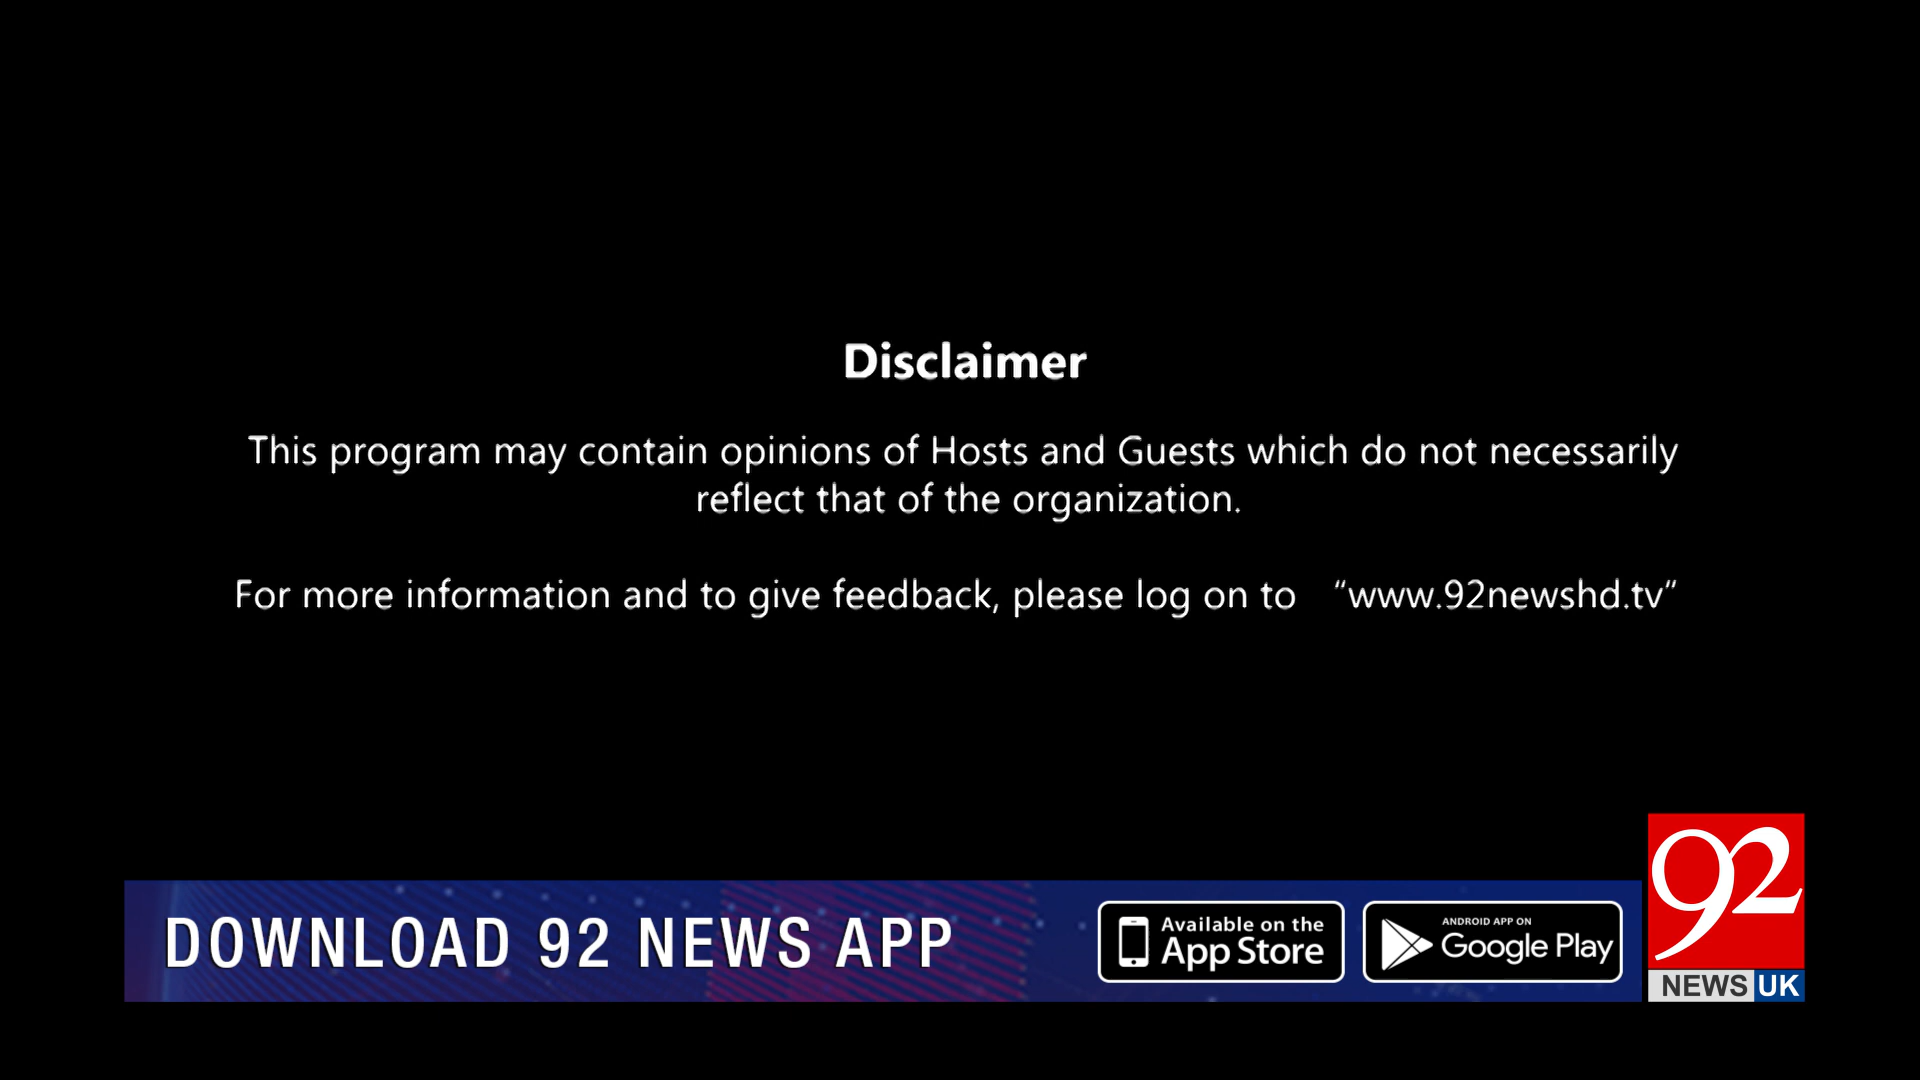 Disclaimer
This program may contain opinions of Hosts and Guests which do not necessarily
reflect that of the organization.
For more information and to give feedback, please log on to “www.92newshd.tv”
DOWNLOAD 92 NEWS APP
Available on the
App Store
ANDROID APP ON
Google Play
92
NEWS UK